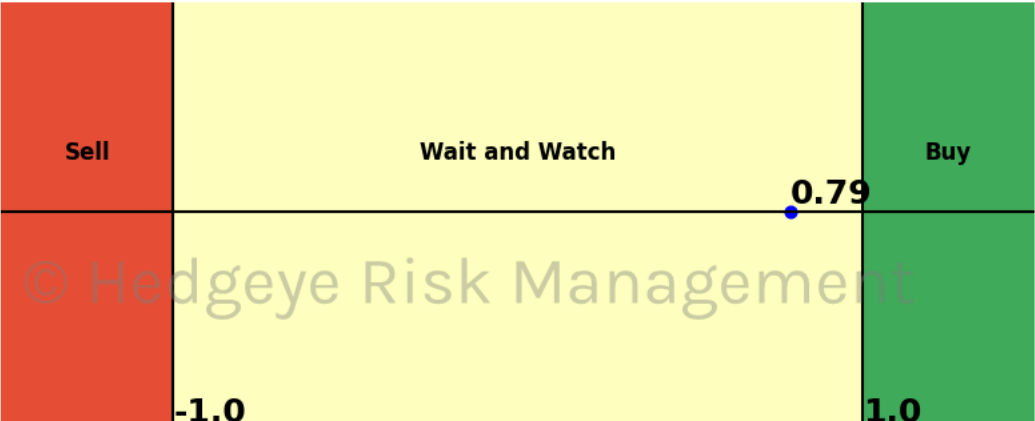 Sell
Wait and Watch
Buy
0.79
© Hedgeye Risk Management
-1.0
1.0